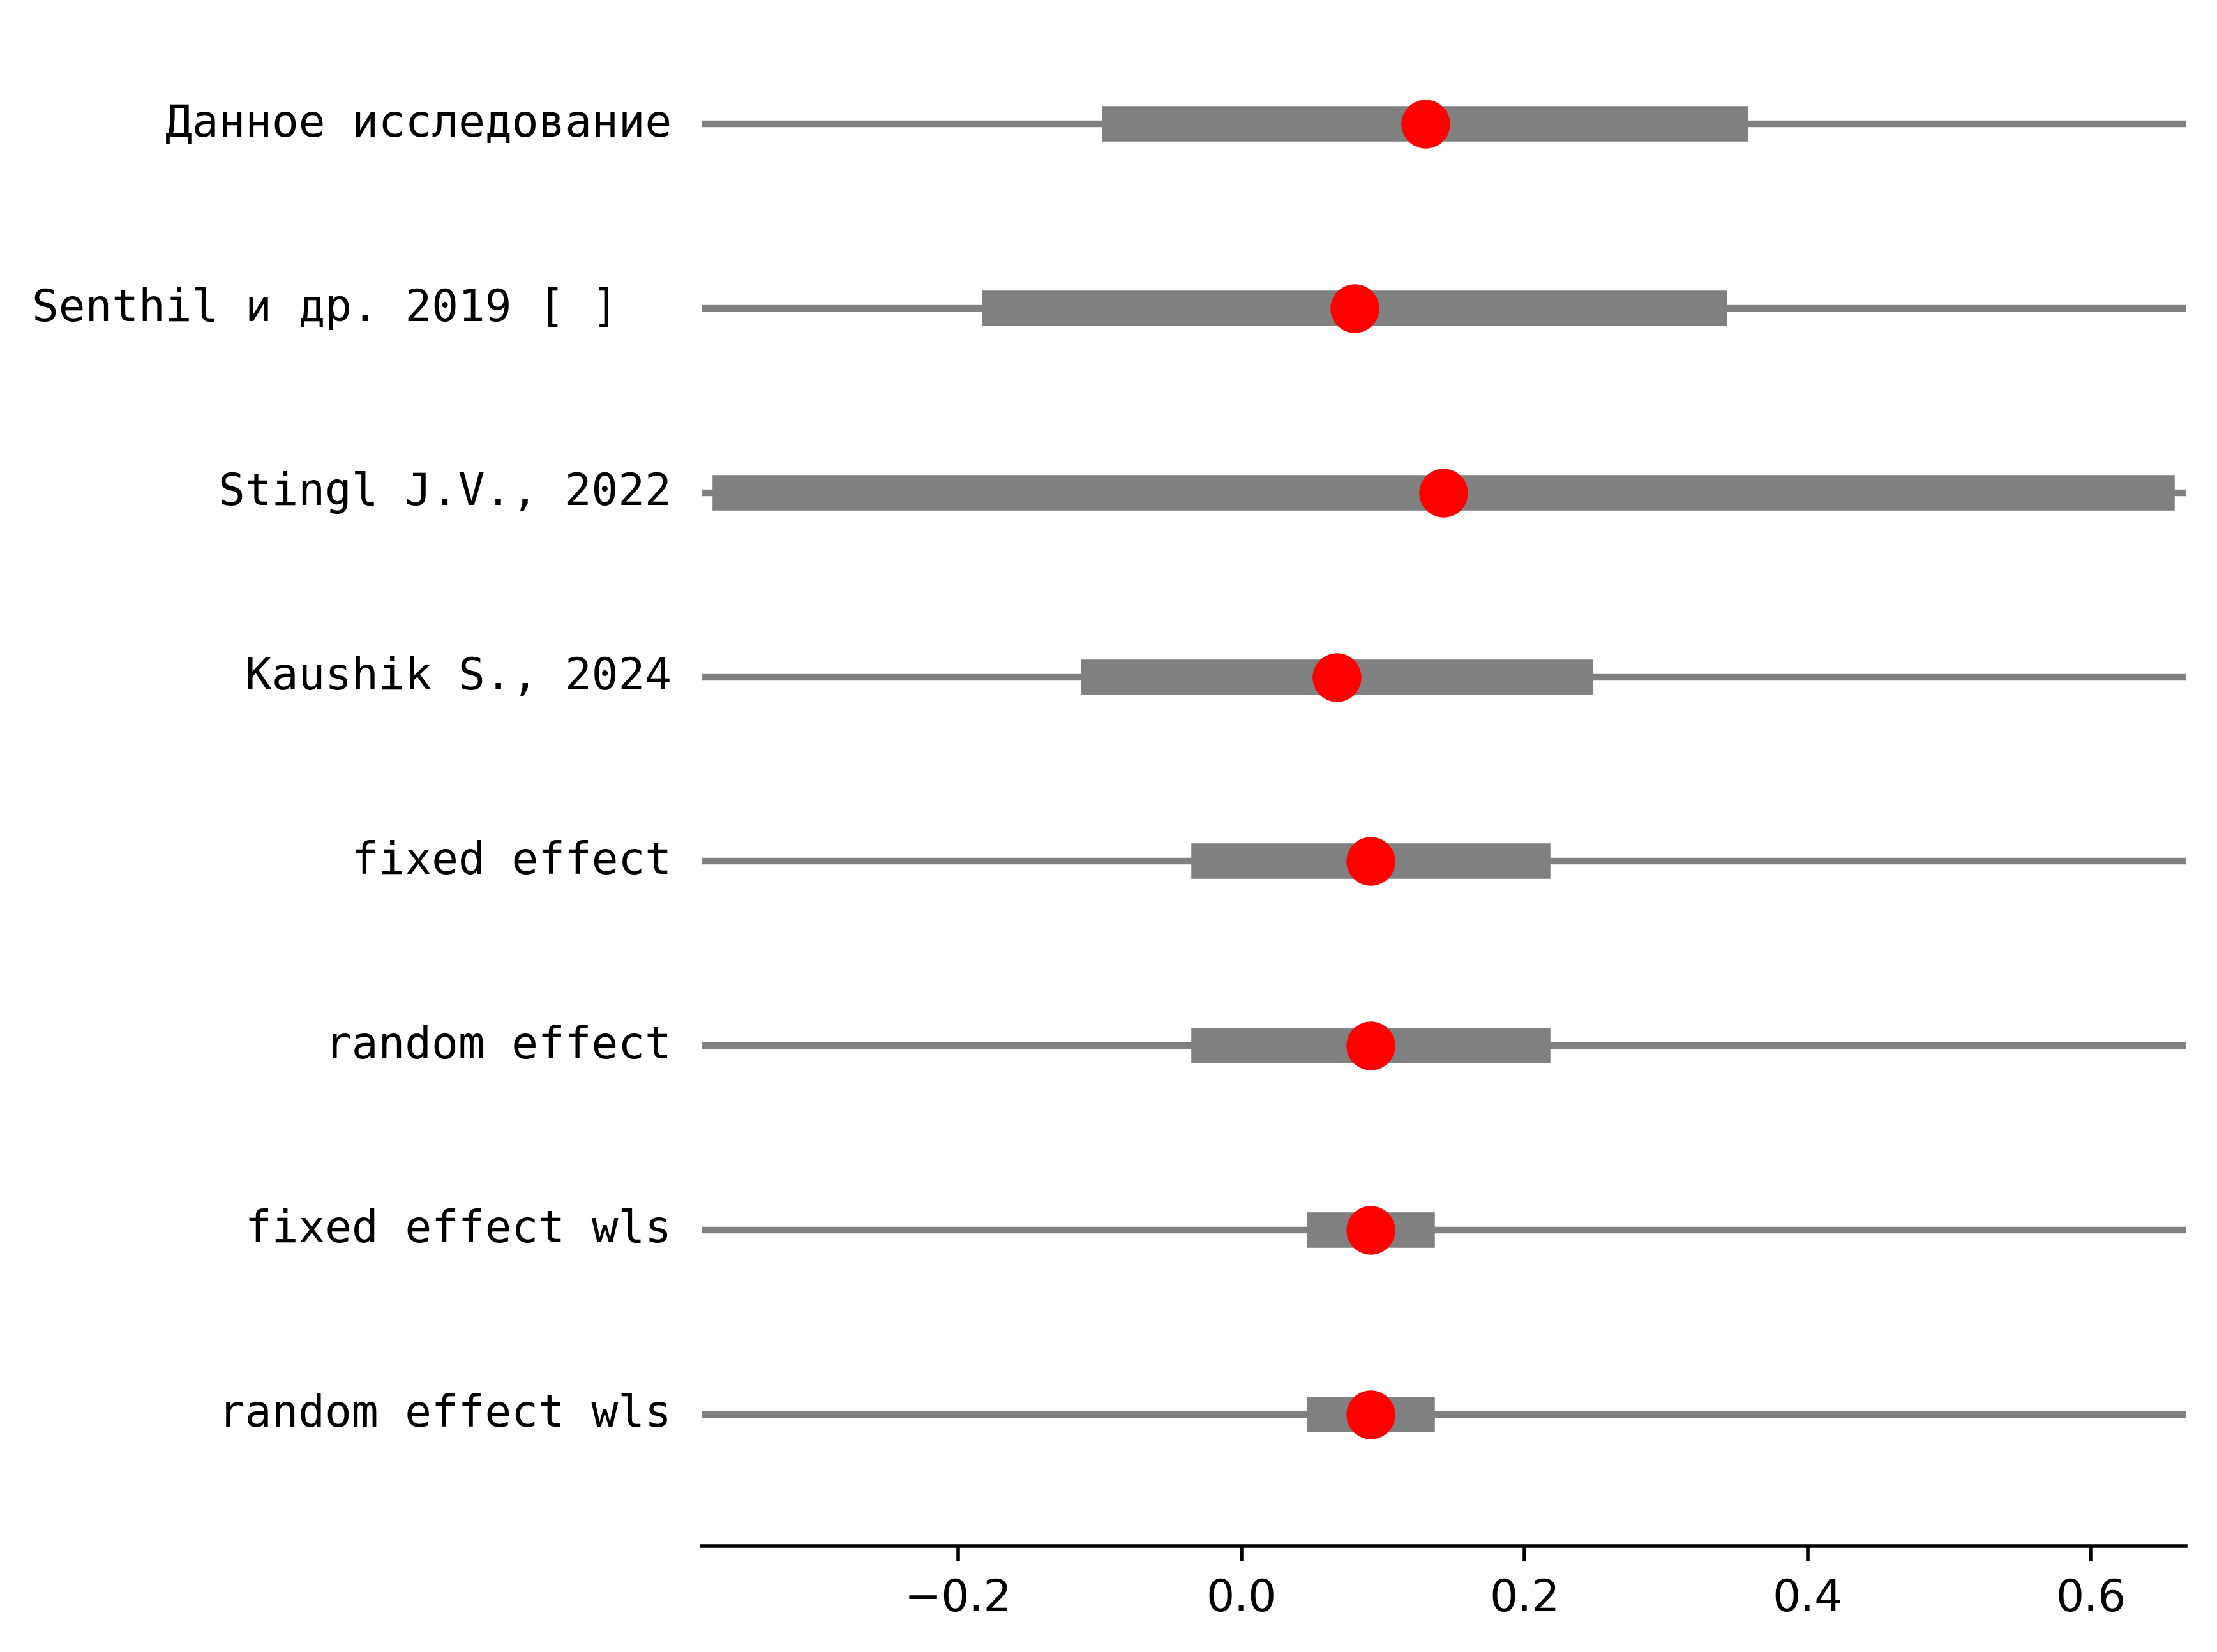 Данное исследование
Senthil и др. 2019 [ ]
Stingl J.V., 2022
Kaushik S., 2024
fixed effect
random effect
fixed effect wls
random effect wls
−0.2 0.0 0.2 0.4 0.6